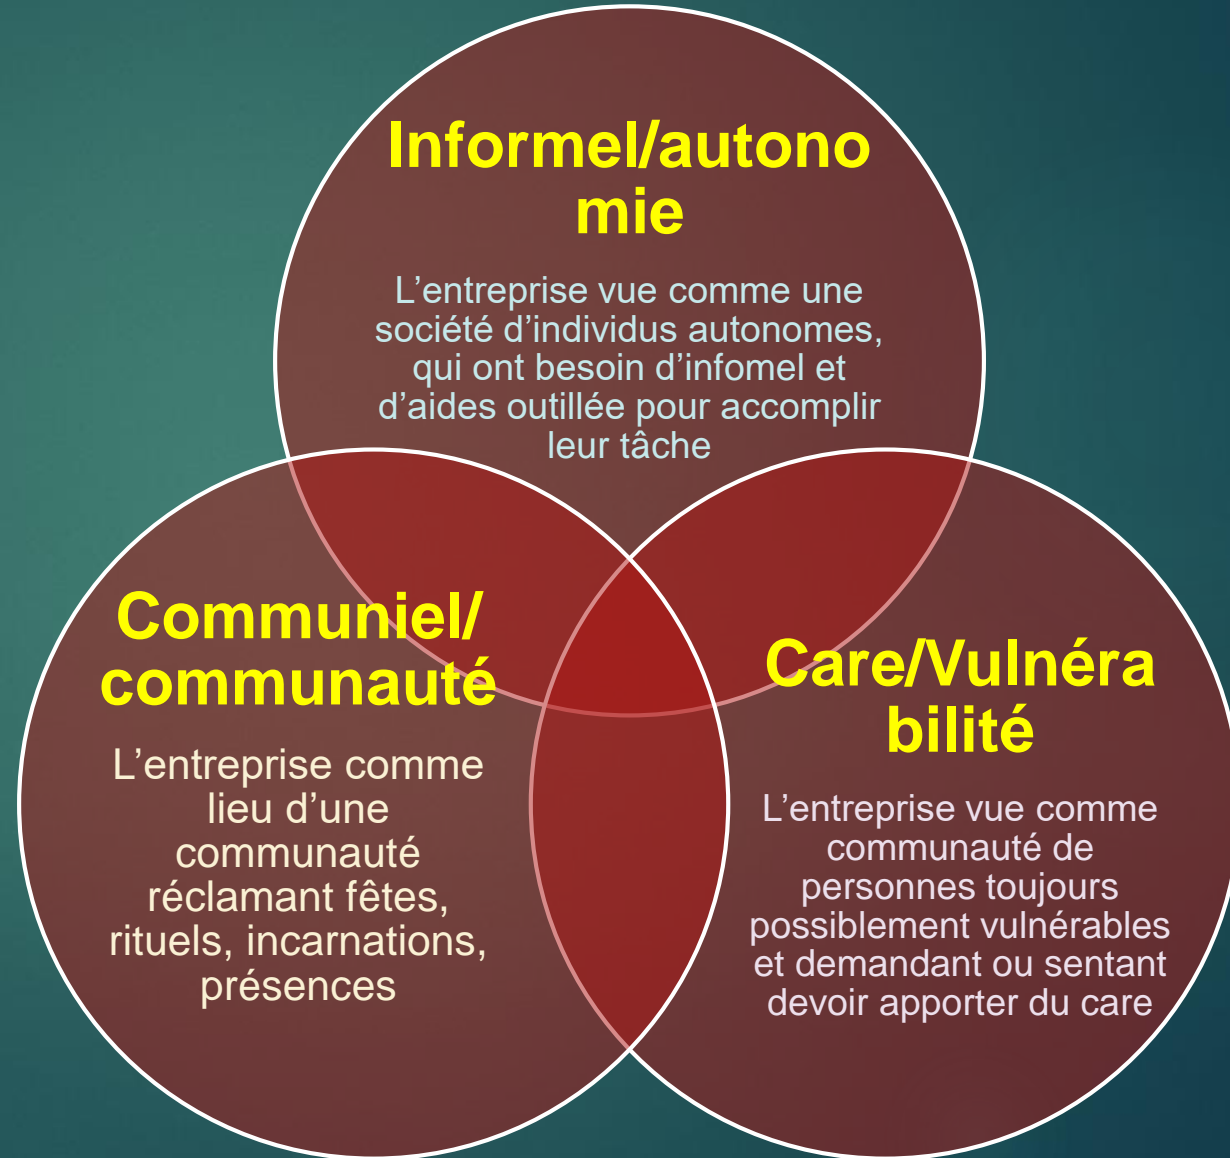 Informel/autono
mie
L’entreprise vue comme une
société d’individus autonomes,
qui ont besoin d’infomel et
d’aides outillée pour accomplir
leur tâche
Communiel/
communauté
L’entreprise comme
lieu d’une
communauté
réclamant fêtes,
rituels, incarnations,
présences
Care/Vulnéra
bilité
L’entreprise vue comme
communauté de
personnes toujours
possiblement vulnérables
et demandant ou sentant
devoir apporter du care